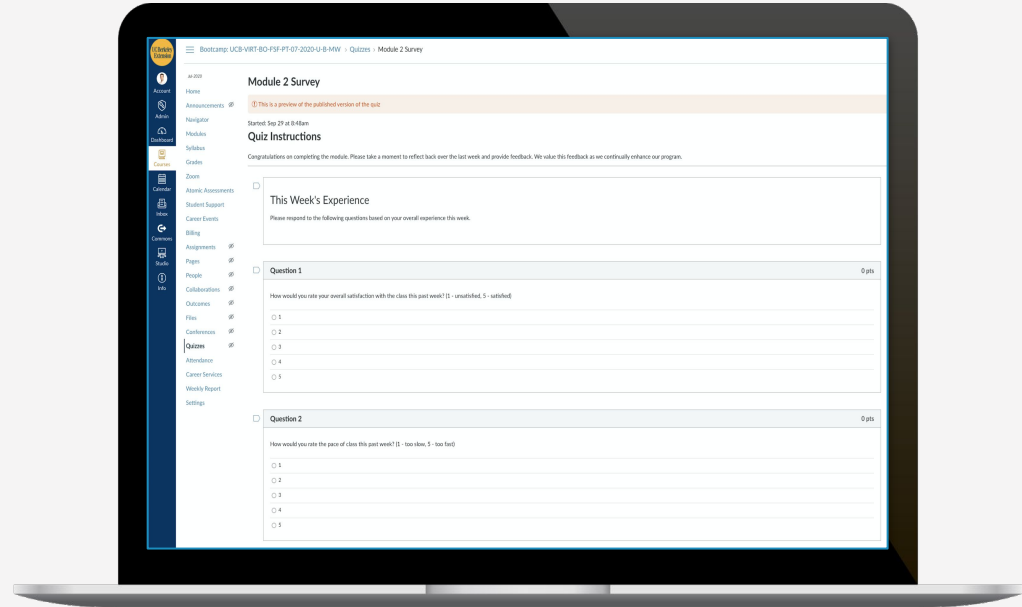 UC Berkeley
Extension
Bootcamp: UCB-VIRT-BO-FSF-PT-07-2020-U-B-MW › Quizzes › Module 2 Survey
Account
Admin
Dashboard
Courses
Calendar
Inbox
Commons
Studio
Info
Jul-2020
Home
Announcements
Navigator
Modules
Syllabus
Grades
Zoom
Atomic Assessments
Student Support
Career Events
Billing
Assignments
Pages
People
Collaborations
Outcomes
Files
Conferences
Quizzes
Attendance
Career Services
Weekly Report
Settings
Module 2 Survey
This is a preview of the published version of the quiz
Started: Sep 29 at 8:48am
Quiz Instructions
Congratulations on completing the module. Please take a moment to reflect back over the last week and provide feedback. We value this feedback as we continually enhance our program.
This Week's Experience
Please respond to the following questions based on your overall experience this week.
Question 1 0 pts
How would you rate your overall satisfaction with the class this past week? (1 - unsatisfied, 5 - satisfied)
1
2
3
4
5
Question 2 0 pts
How would you rate the pace of class this past week? (1 - too slow, 5 - too fast)
1
2
3
4
5